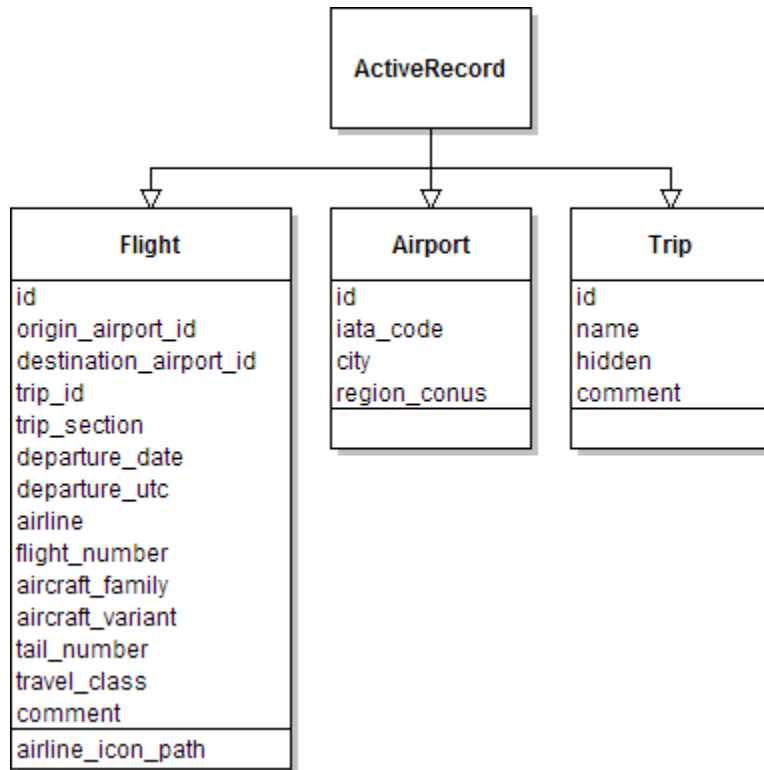 ActiveRecord
Flight
id
origin_airport_id
destination_airport_id
trip_id
trip_section
departure_date
departure_utc
airline
flight_number
aircraft_family
aircraft_variant
tail_number
travel_class
comment
airline_icon_path
Airport
id
iata_code
city
region_conus
Trip
id
name
hidden
comment